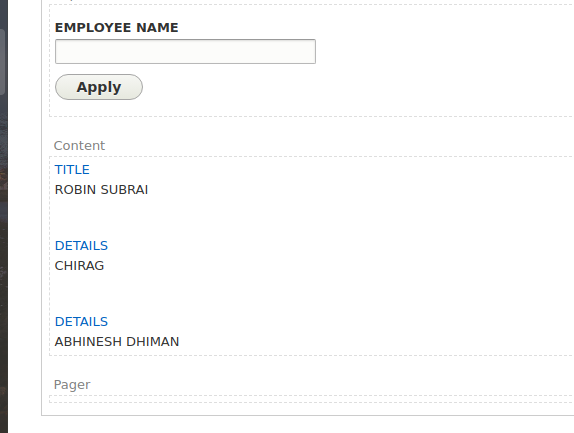 EMPLOYEE NAME
Apply
Content
TITLE
ROBIN SUBRAI
DETAILS
CHIRAG
DETAILS
ABHINESH DHIMAN
Pager